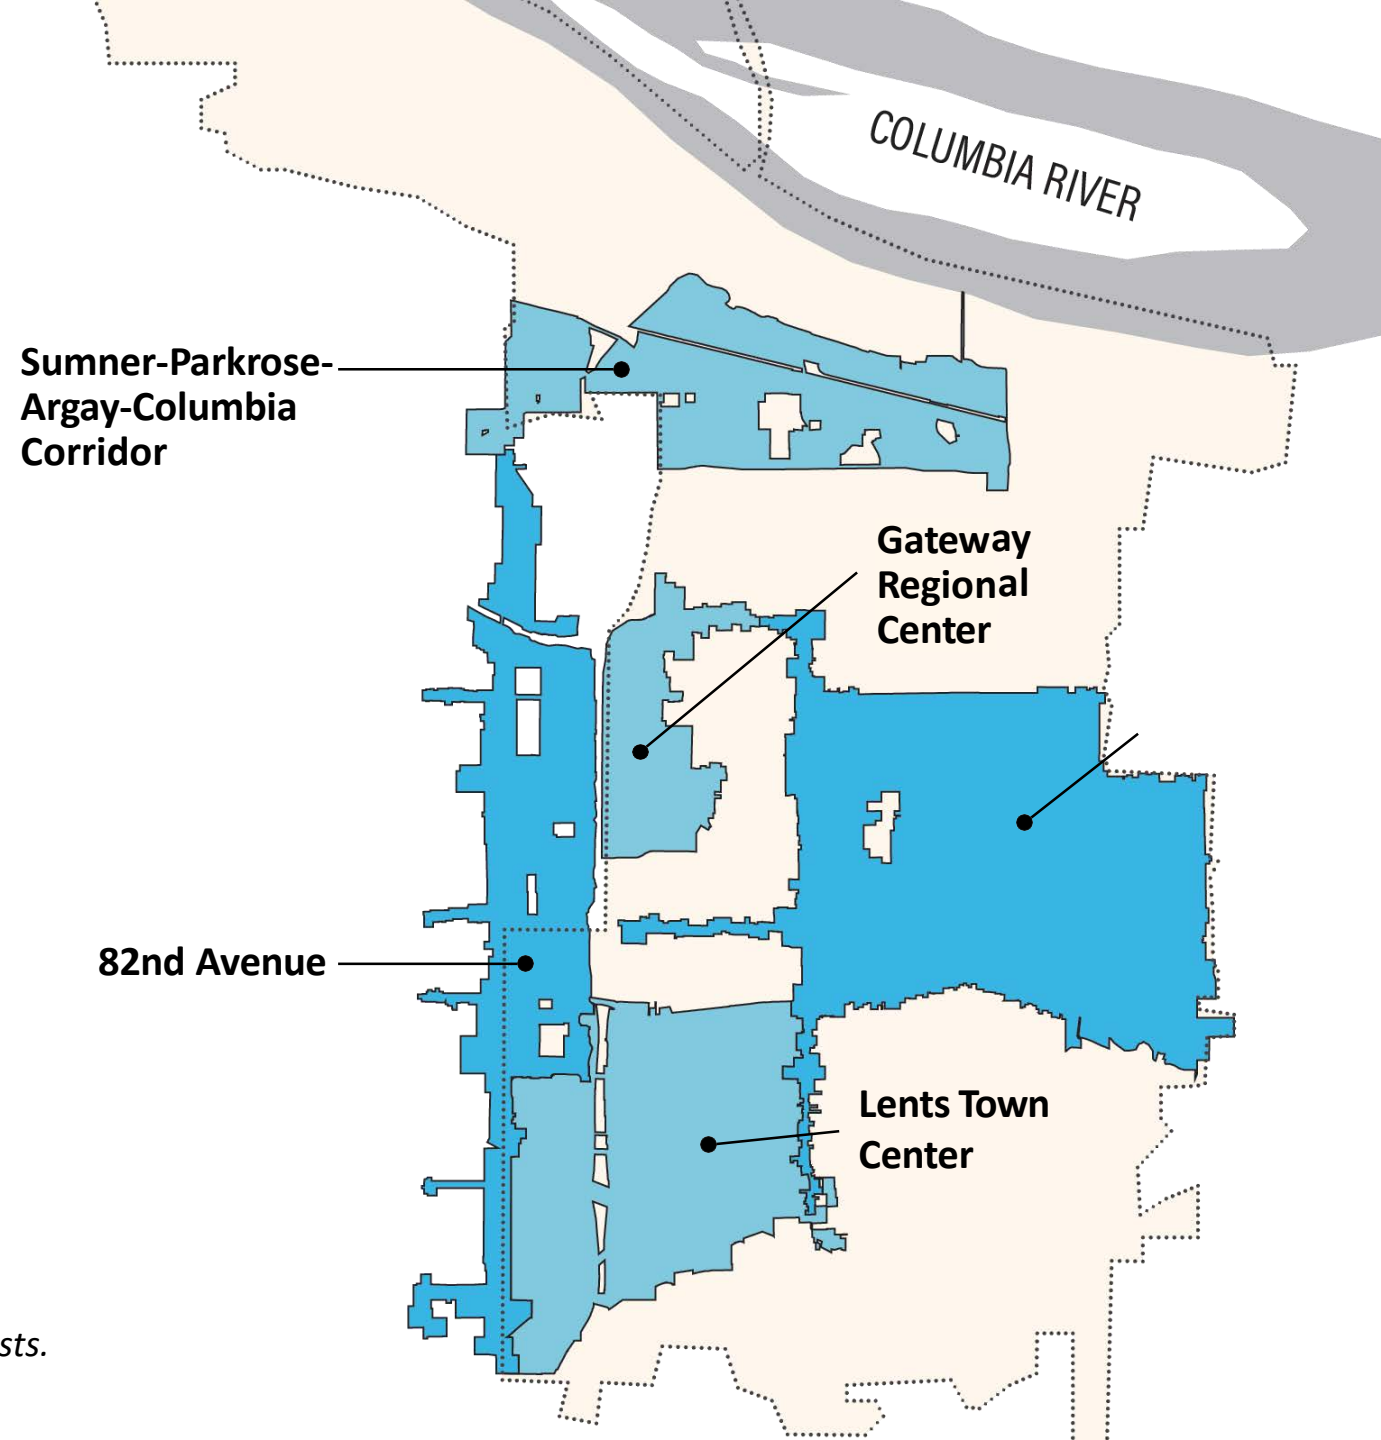 COLUMBIA RIVER
Sumner-Parkrose-
Argay-Columbia
Corridor
Gateway
Regional
Center
82nd Avenue
Lents Town
Center
sts.